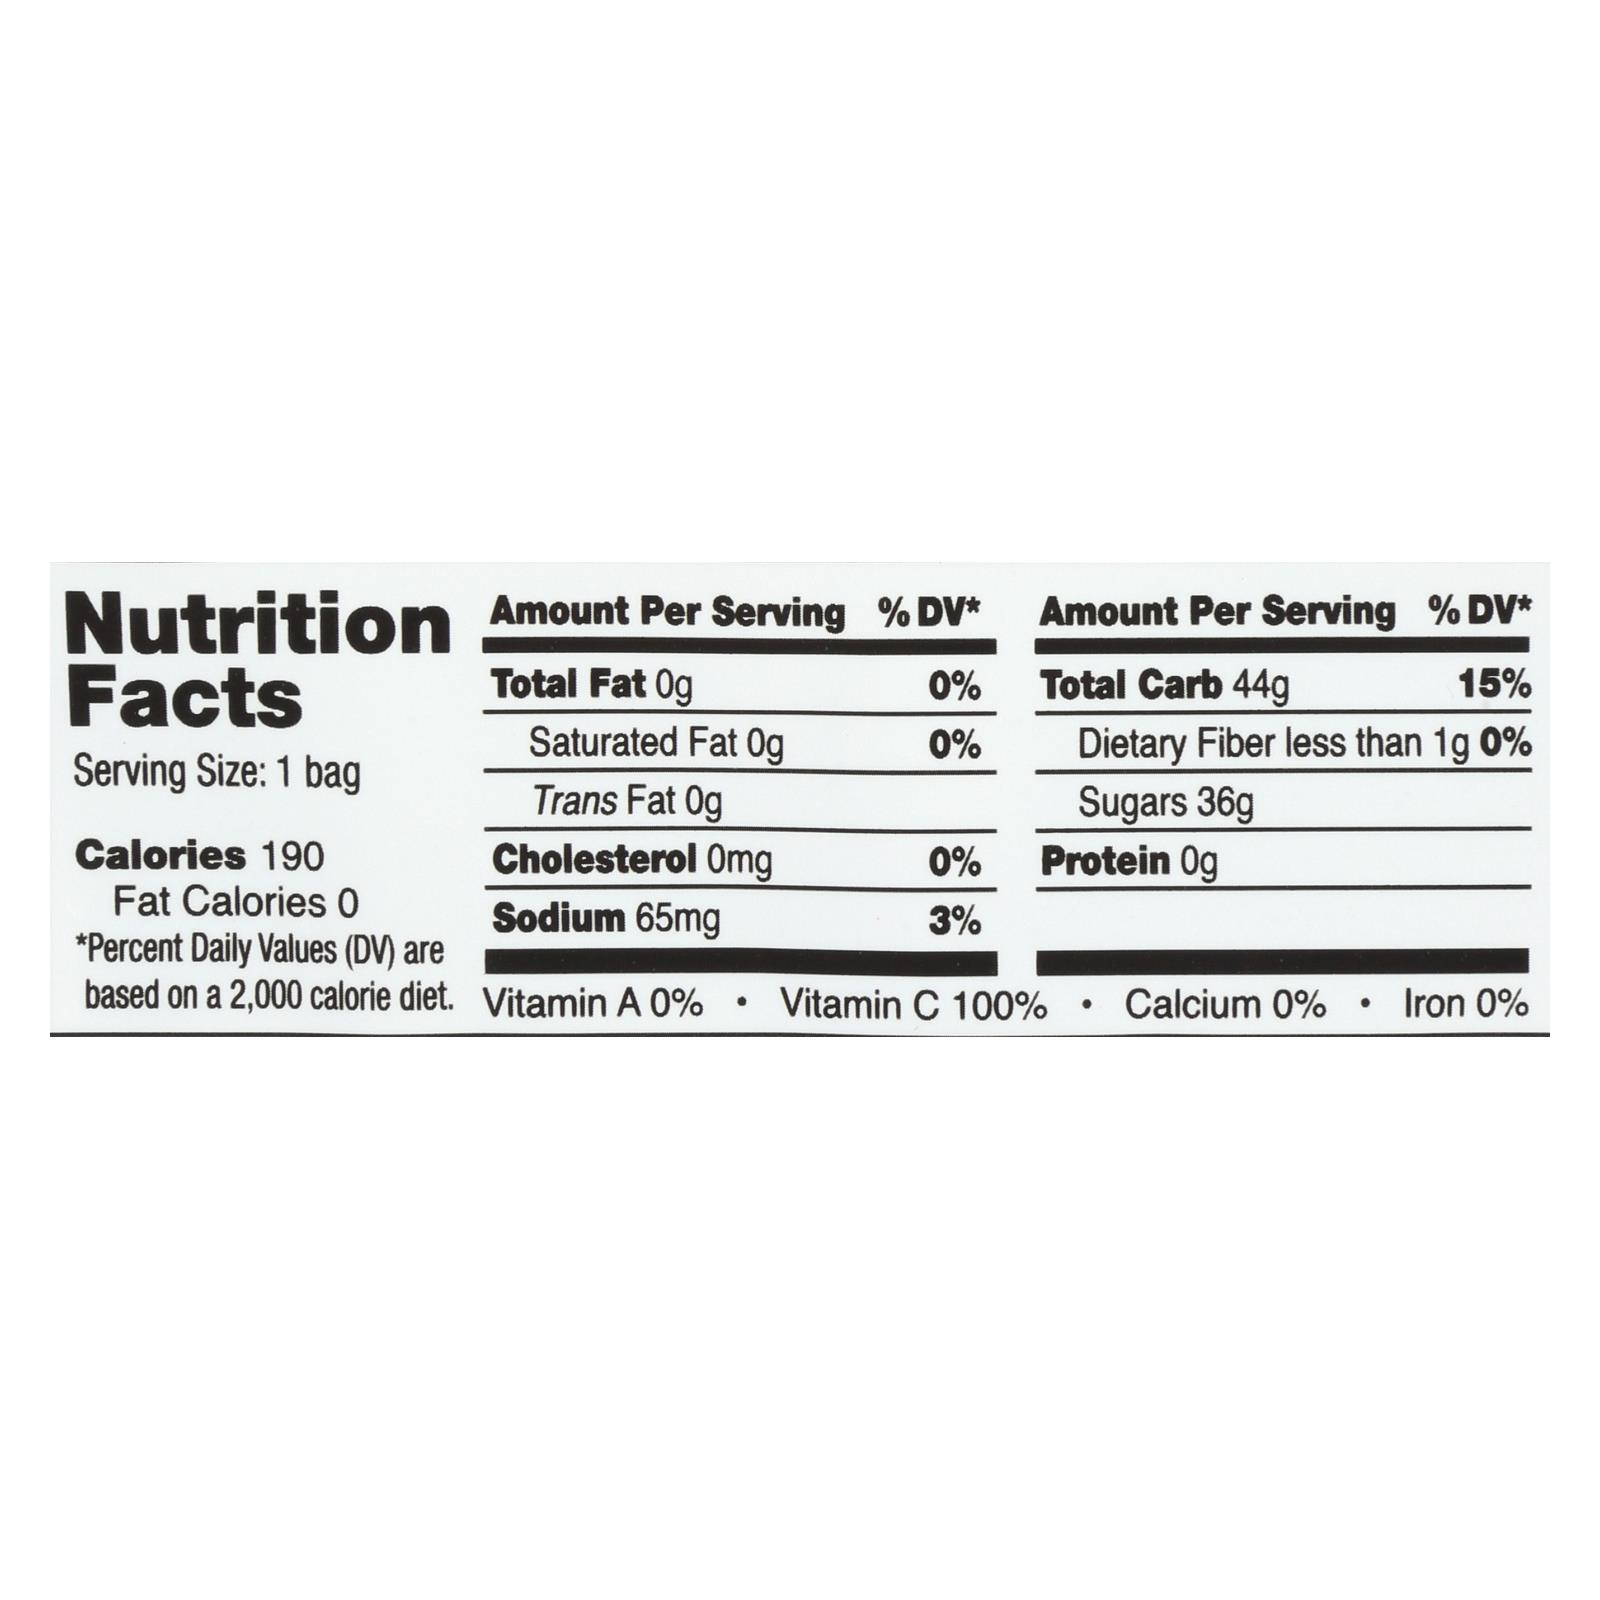 Nutrition
Facts
Serving Size: 1 bag
Calories 190
Fat Calories 0
*Percent Daily Values (DV) are
based on a 2,000 calorie diet.
Amount Per Serving % DV*
Total Fat 0g 0%
Saturated Fat 0g 0%
Trans Fat 0g
Cholesterol 0mg 0%
Sodium 65mg 3%
Amount Per Serving % DV*
Total Carb 44g 15%
Dietary Fiber less than 1g 0%
Sugars 36g
Protein 0g
Vitamin A 0% • Vitamin C 100% • Calcium 0% • Iron 0%